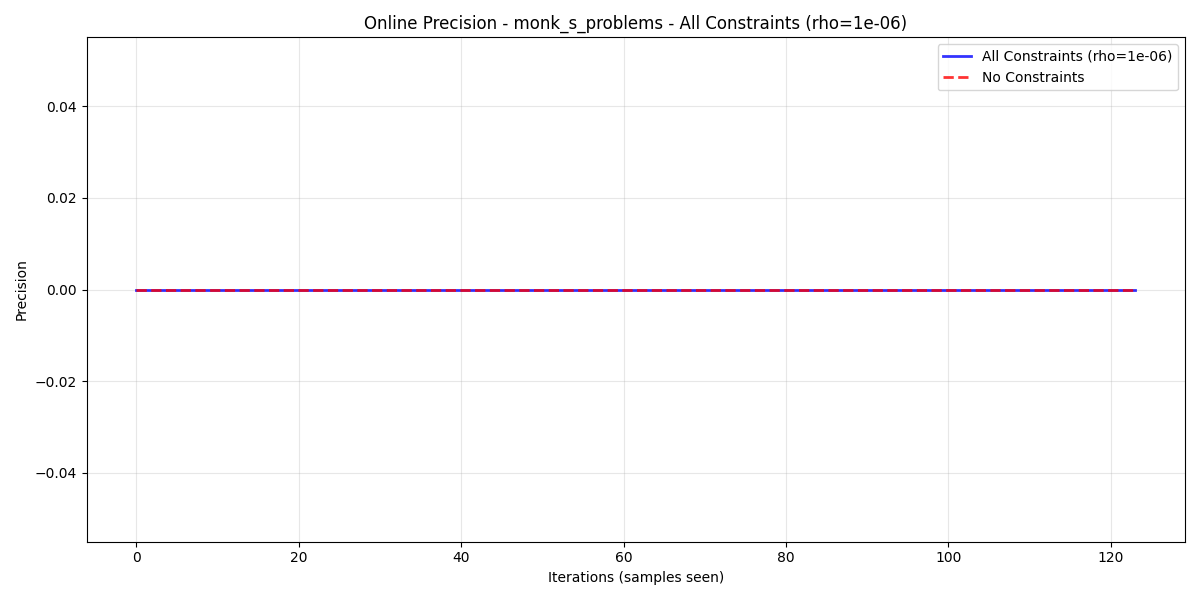 Online Precision - monk_s_problems - All Constraints (rho=1e-06)
All Constraints (rho=1e-06)
No Constraints
0.04
0.02
0.00
−0.02
−0.04
Precision
0 20 40 60 80 100 120
Iterations (samples seen)